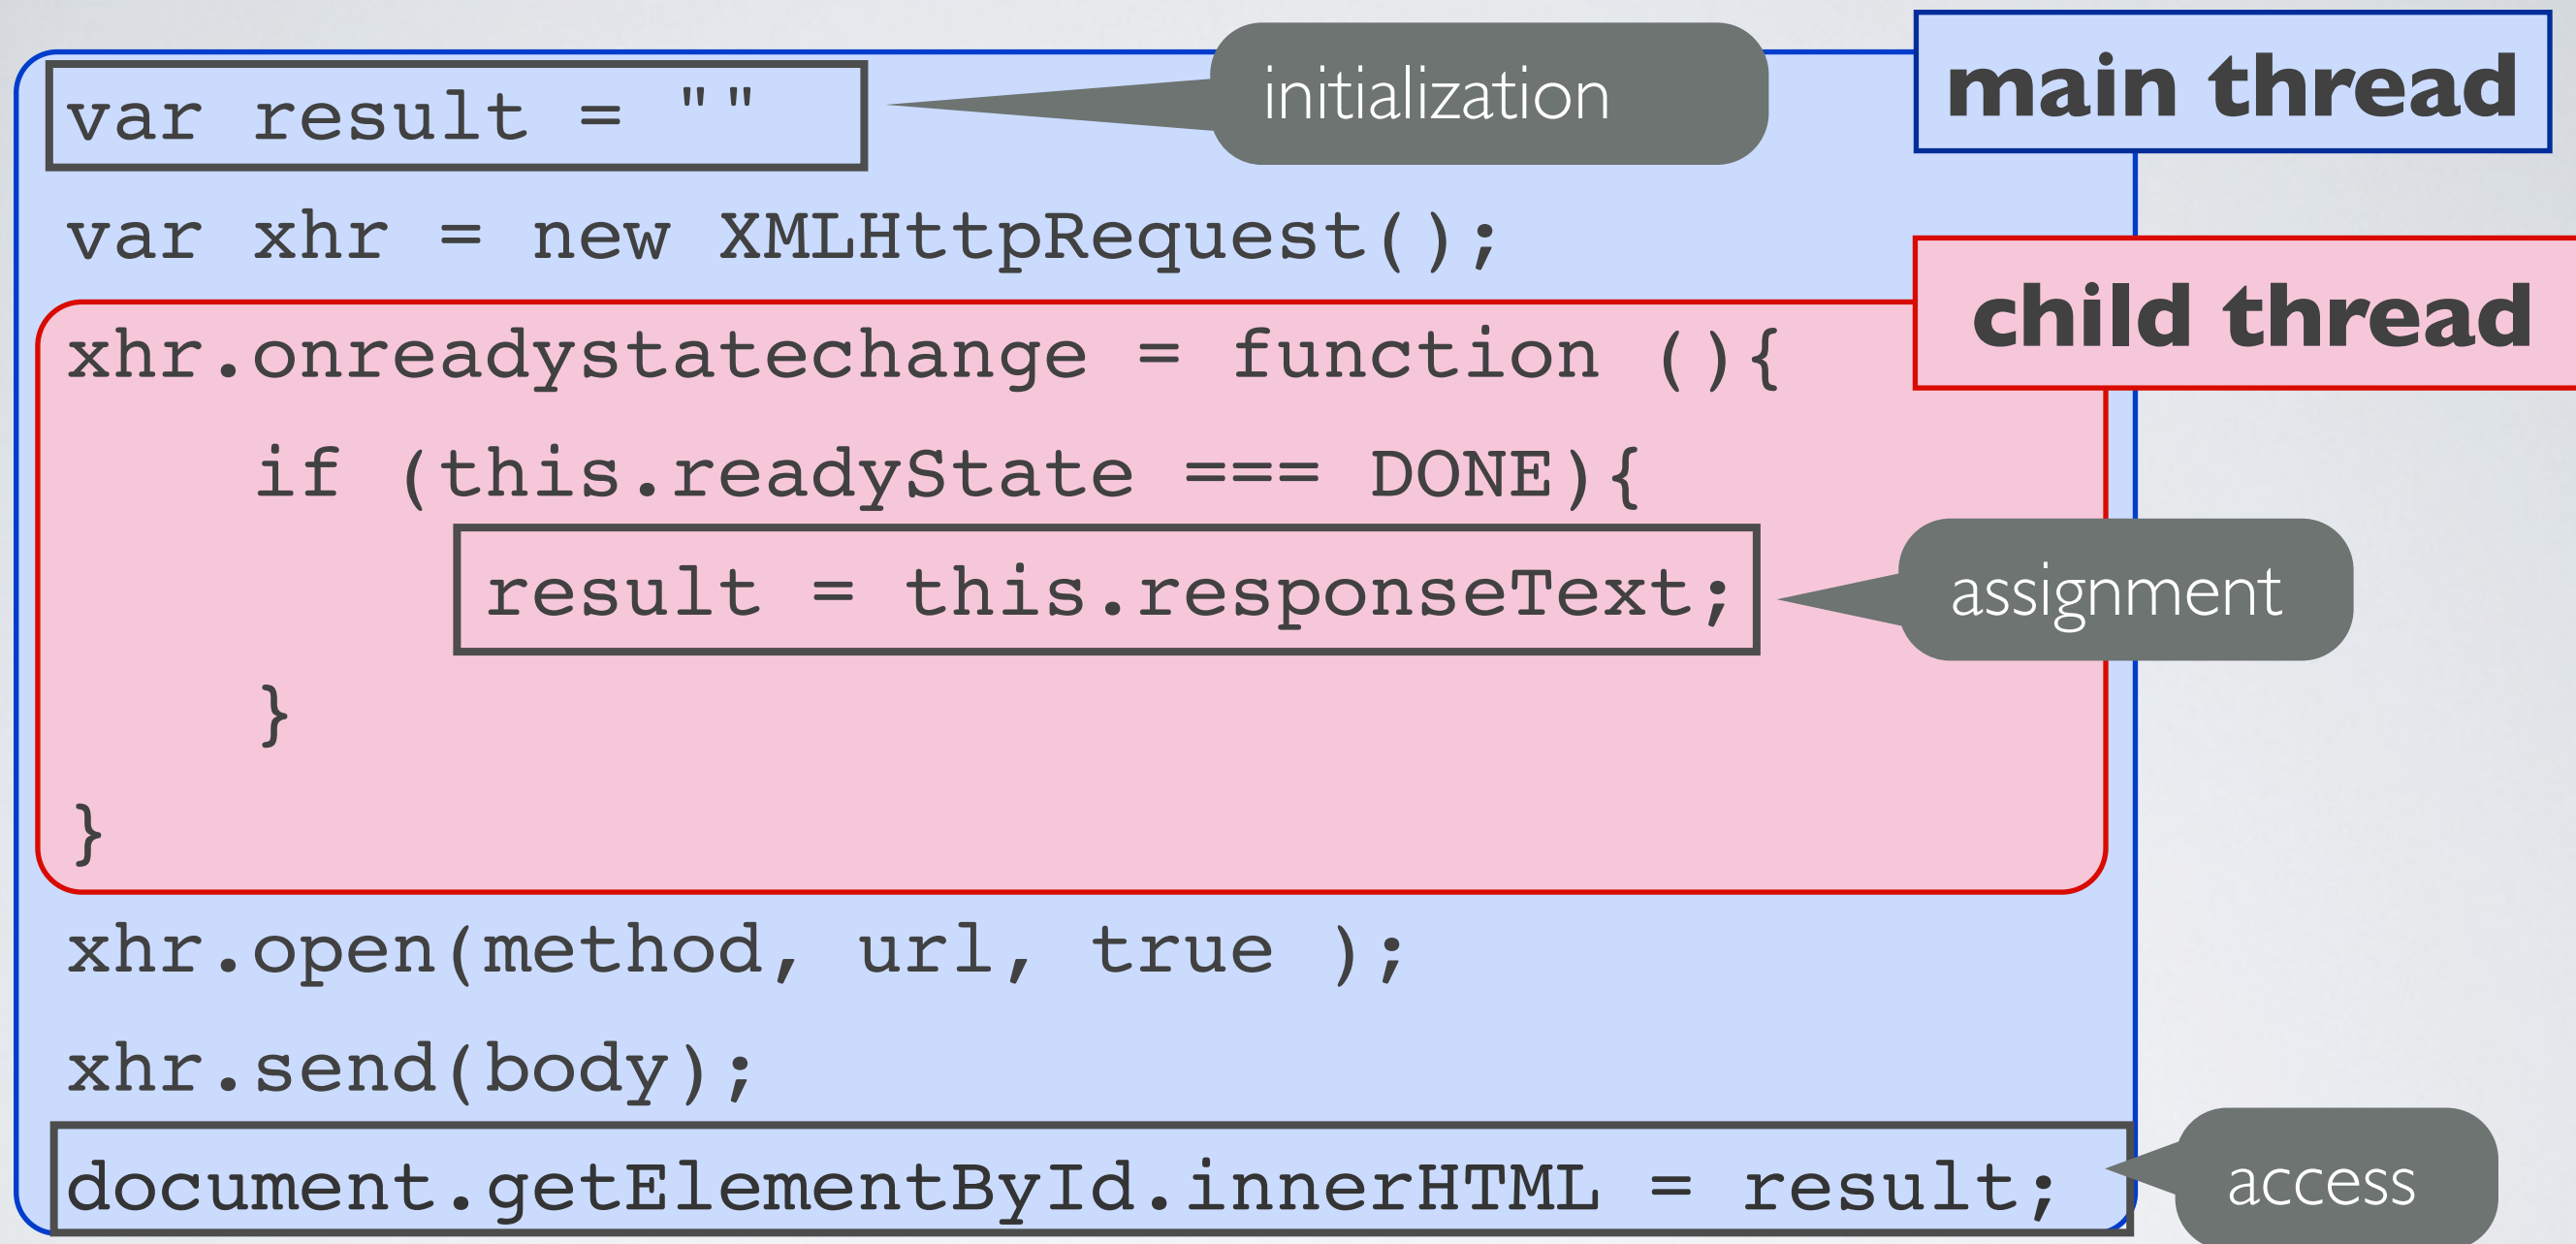 var result = ""
initialization
main thread
var xhr = new XMLHttpRequest();
child thread
xhr.onreadystatechange = function (){
if (this.readyState === DONE){
result = this.responseText;
assignment
}
}
xhr.open(method, url, true );
xhr.send(body);
document.getElementById.innerHTML = result;
access